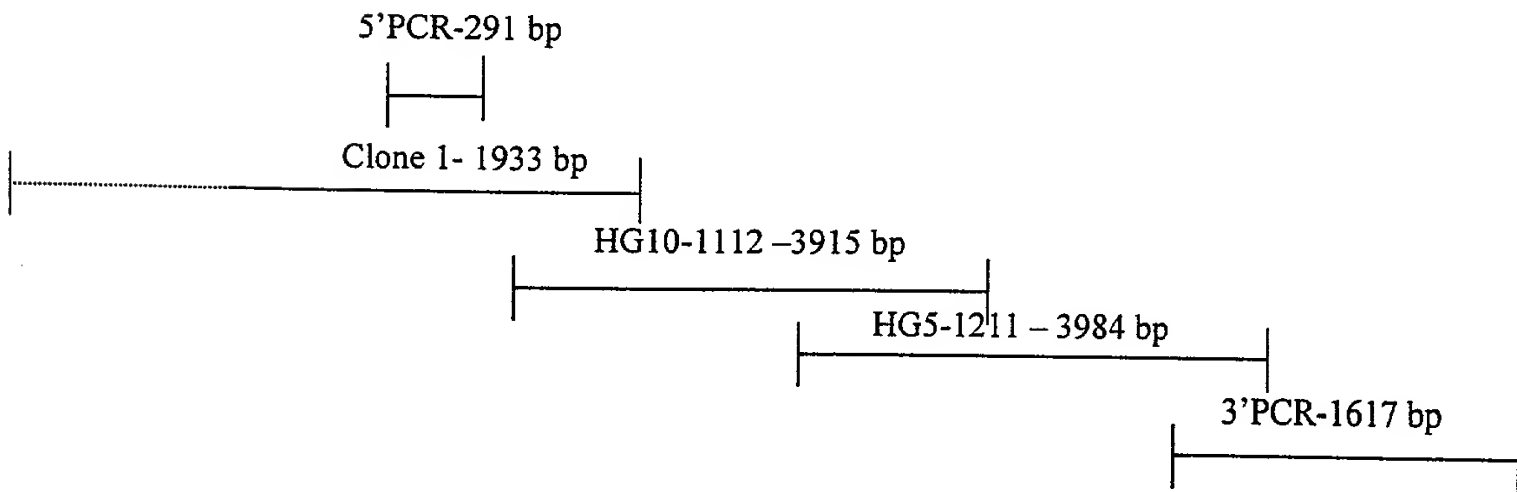 5’PCR-291 bp
Clone 1- 1933 bp
HG10-1112 –3915 bp
HG5-1211 – 3984 bp
3’PCR-1617 bp